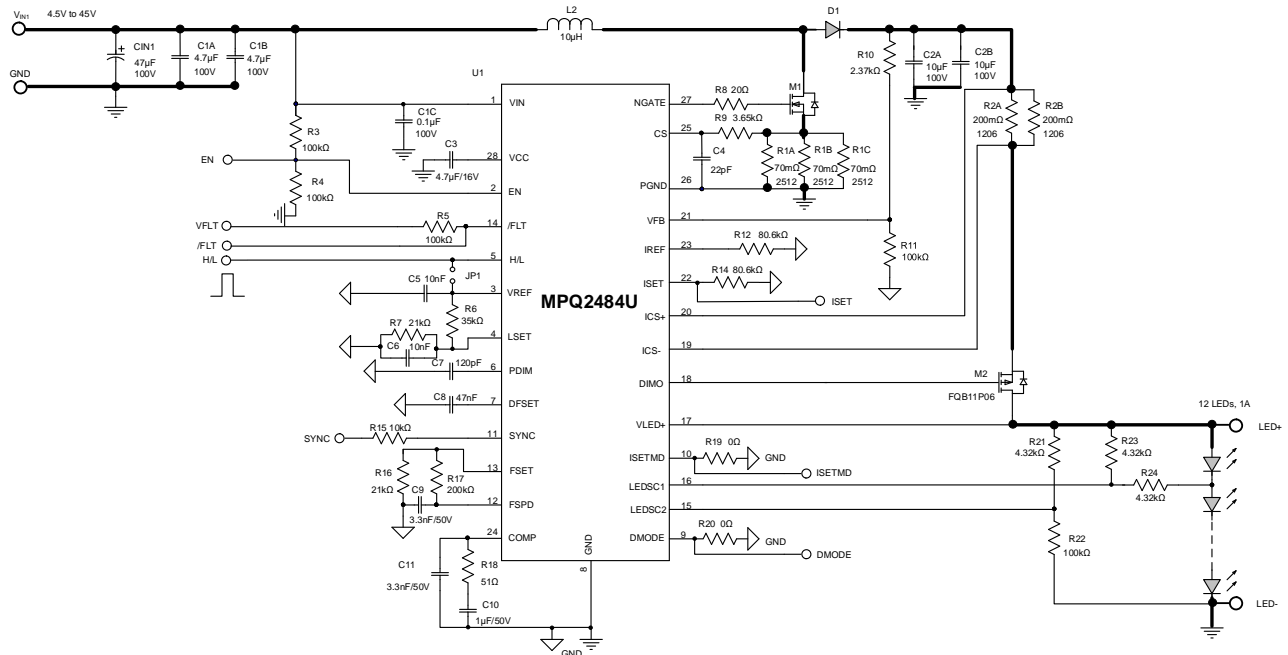 VIN1 4.5V to 45V
GND
CIN1
47µF
100V
C1A
4.7µF
100V
C1B
4.7µF
100V
L2
10µH
D1
R10
2.37kΩ
C2A
10µF
100V
C2B
10µF
100V
R2A
200mΩ
1206
R2B
200mΩ
1206
U1
MPQ2484U
1 VIN
C1C
0.1µF
100V
R3
100kΩ
C3
4.7µF/16V
28 VCC
EN
2 EN
R4
100kΩ
VFLT
R5
100kΩ
14 /FLT
/FLT
H/L
5 H/L
JP1
C5 10nF
3 VREF
R6
35kΩ
R7 21kΩ
C6
10nF
4 LSET
C7 120pF
6 PDIM
C8 47nF
7 DFSET
SYNC
R15 10kΩ
11 SYNC
R16
21kΩ
R17
200kΩ
13 FSET
C9
3.3nF/50V
12 FSPD
24 COMP
C11
3.3nF/50V
R18
51Ω
C10
1µF/50V
GND
8
GND
NGATE 27
R8 20Ω
M1
CS 25
R9 3.65kΩ
C4
22pF
R1A
70mΩ
2512
R1B
70mΩ
2512
R1C
70mΩ
2512
PGND 26
VFB 21
R11
100kΩ
IREF 23
R12 80.6kΩ
ISET 22
R14 80.6kΩ
ISET
ICS+ 20
ICS- 19
DIMO 18
M2
FQB11P06
VLED+ 17
12 LEDs, 1A
LED+
R21
4.32kΩ
R23
4.32kΩ
R24
4.32kΩ
ISETMD 10
R19 0Ω
GND
ISETMD
LEDSC1 16
LEDSC2 15
R22
100kΩ
DMODE 9
R20 0Ω
GND
DMODE
LED-